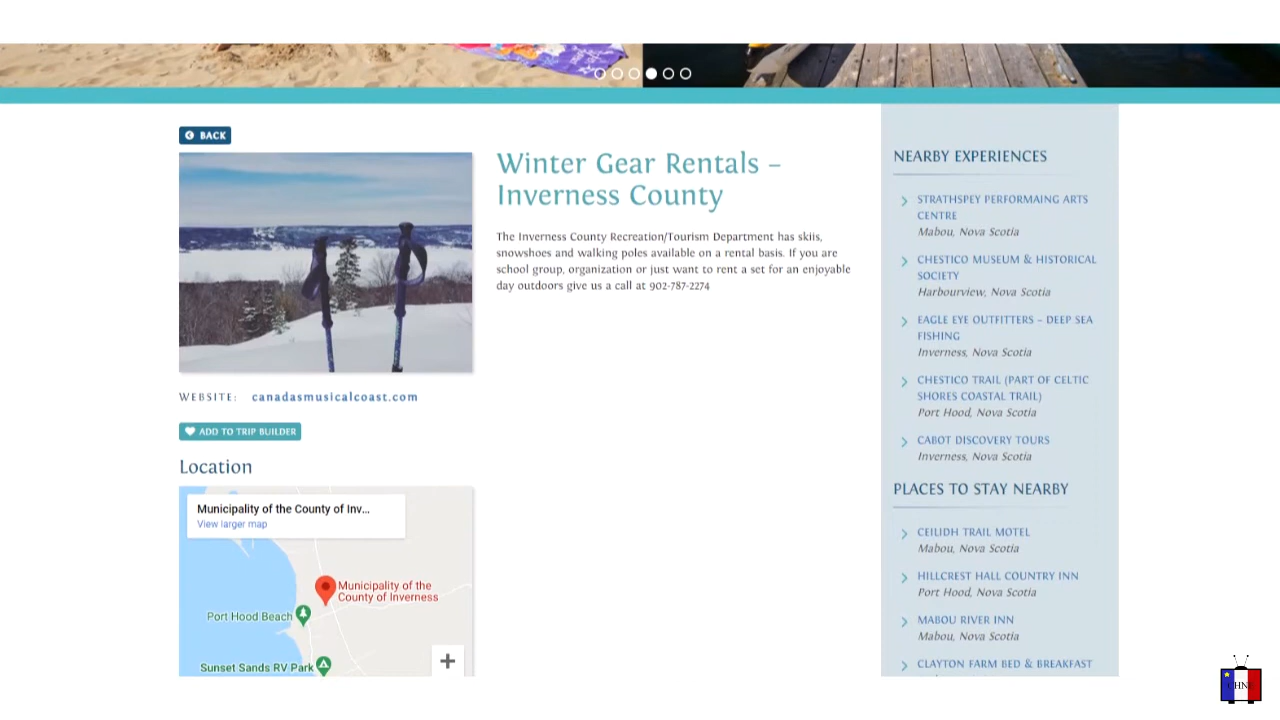 BACK
Winter Gear Rentals –
Inverness County
The Inverness County Recreation/Tourism Department has skiis,
snowshoes and walking poles available on a rental basis. If you are
school group, organization or just want to rent a set for an enjoyable
day outdoors give us a call at 902-787-2274
WEBSITE: canadasmusicalcoast.com
ADD TO TRIP BUILDER
Location
Municipality of the County of Inv...
View larger map
Municipality of the
County of Inverness
Port Hood Beach
Sunset Sands RV Park
+
NEARBY EXPERIENCES
STRATHSPEY PERFORMAING ARTS
CENTRE
Mabou, Nova Scotia
CHESTICO MUSEUM & HISTORICAL
SOCIETY
Harbourview, Nova Scotia
EAGLE EYE OUTFITTERS – DEEP SEA
FISHING
Inverness, Nova Scotia
CHESTICO TRAIL (PART OF CELTIC
SHORES COASTAL TRAIL)
Port Hood, Nova Scotia
CABOT DISCOVERY TOURS
Inverness, Nova Scotia
PLACES TO STAY NEARBY
CEILIDH TRAIL MOTEL
Mabou, Nova Scotia
HILLCREST HALL COUNTRY INN
Port Hood, Nova Scotia
MABOU RIVER INN
Mabou, Nova Scotia
CLAYTON FARM BED & BREAKFAST